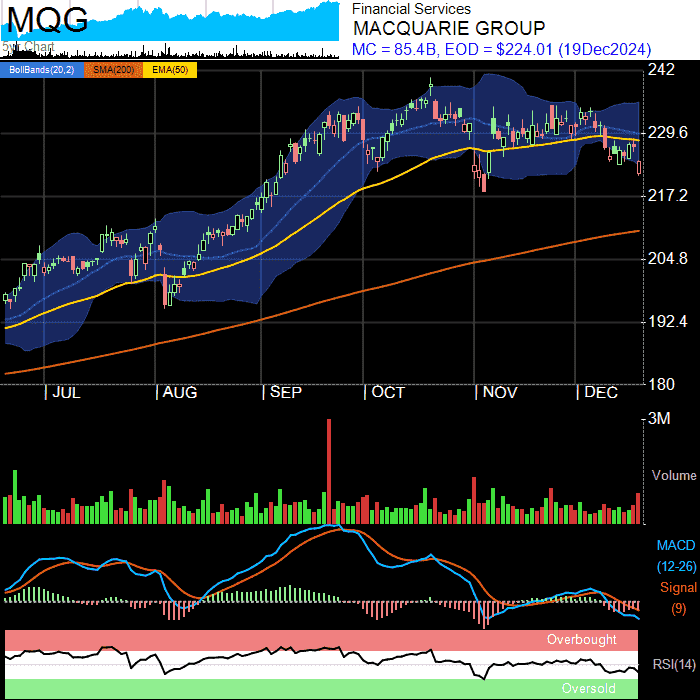 MQG
5yr Chart
Financial Services
MACQUARIE GROUP
MC = 85.4B, EOD = $224.01 (19Dec2024)
BollBands(20,2) SMA(200) EMA(50)
242
229.6
217.2
204.8
192.4
180
JUL AUG SEP OCT NOV DEC
3M
Volume
MACD
(12-26)
Signal
(9)
Overbought
RSI(14)
Oversold